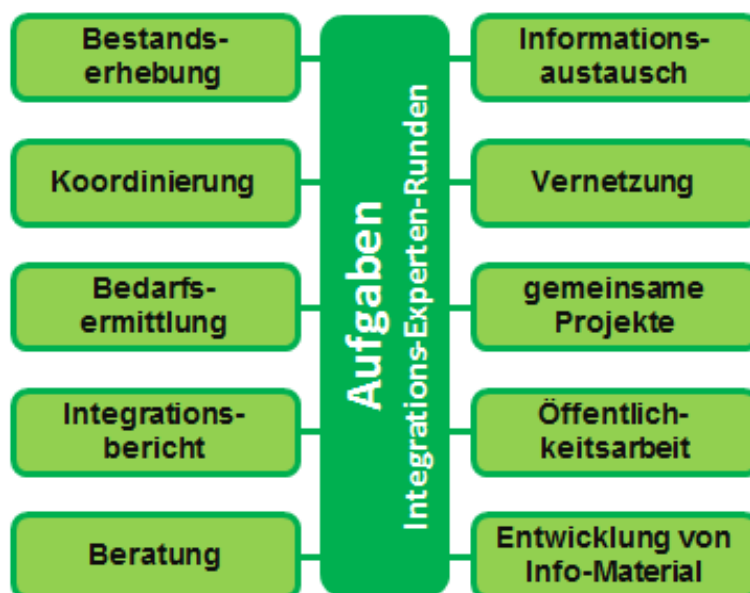 Bestands-
erhebung
Koordinierung
Bedarfs-
ermittlung
Integrations-
bericht
Beratung
Aufgaben
Integrations-Experten-Runden
Informations-
austausch
Vernetzung
gemeinsame
Projekte
Öffentlich-
keitsarbeit
Entwicklung von
Info-Material